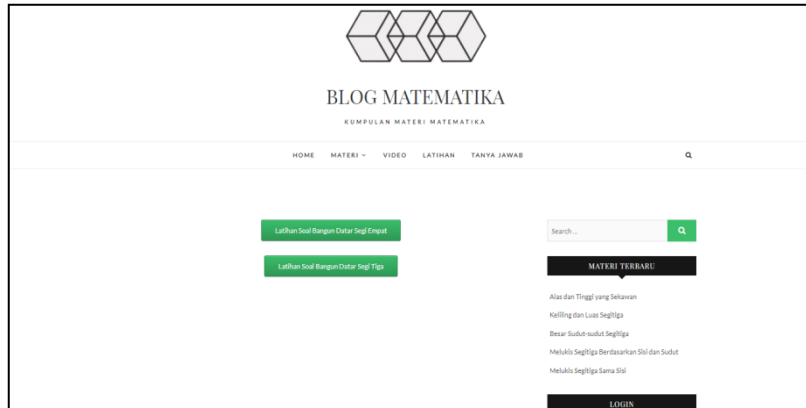 BLOG MATEMATIKA
KUMPULAN MATERI MATEMATIKA
HOME MATERI VIDEO LATIHAN TANYA JAWAB
Latihan Soal Bangun Datar Segi Empat
Latihan Soal Bangun Datar Segi Tiga
Search ...
MATERI TERBARU
Alas dan Tinggi yang Sekawan
Keliling dan Luas Segitiga
Besar Sudut-sudut Segitiga
Melukis Segitiga Berdasarkan Sisi dan Sudut
Melukis Segitiga Sama Sisi
LOGIN